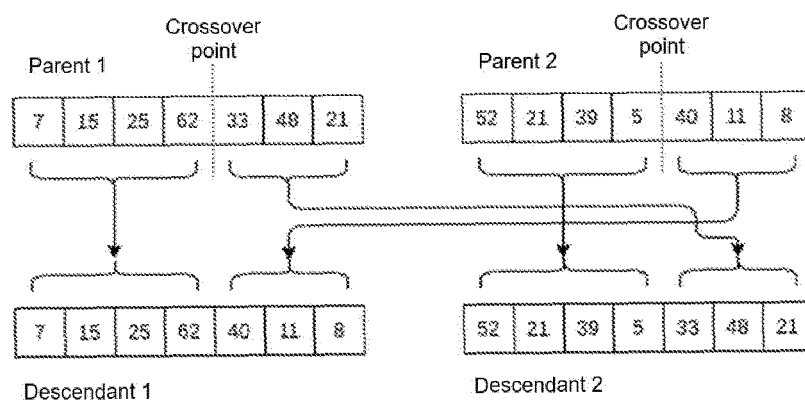 Crossover
point
Crossover
point
Parent 1
Parent 2
7 15 25 62 33 48 21
52 21 39 5 40 11 8
7 15 25 62 40 11 8
52 21 39 5 33 48 21
Descendant 1
Descendant 2